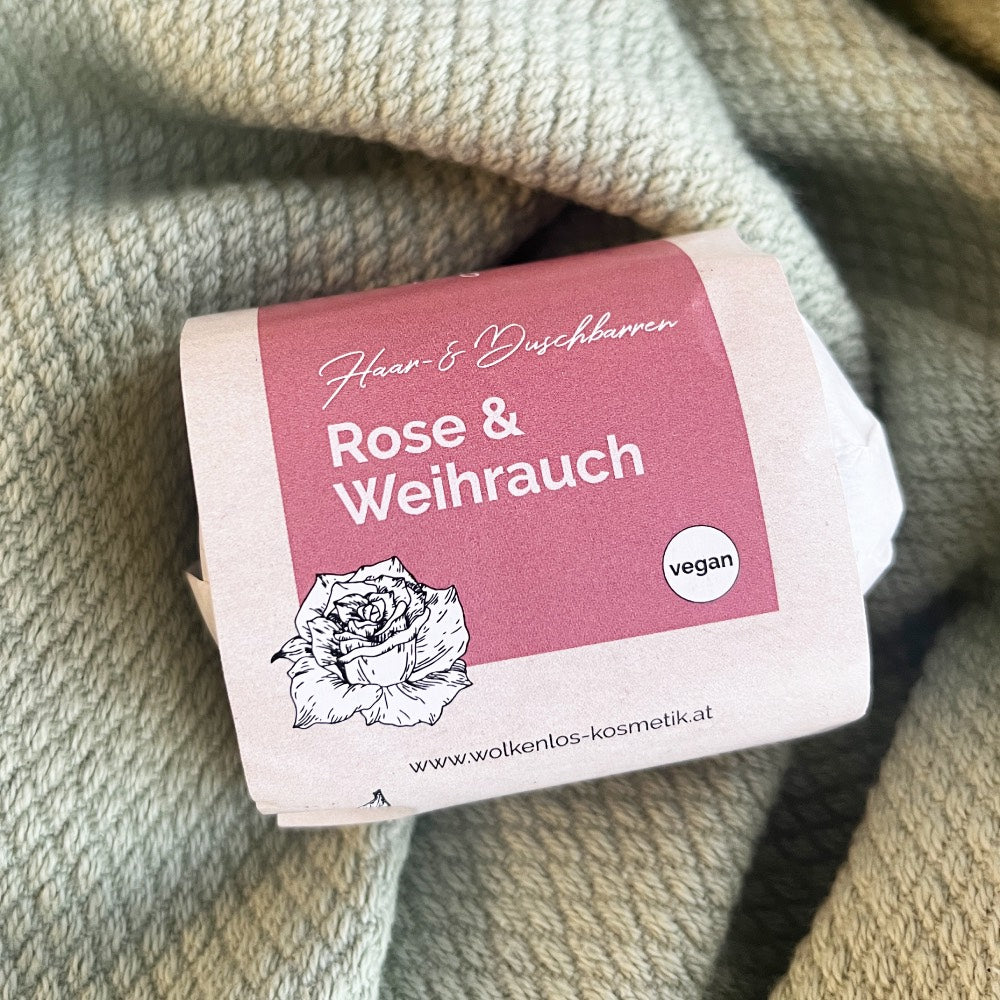 Haar- & Duschbarren
Rose &
Weihrauch
vegan
www.wolkenlos-kosmetik.at